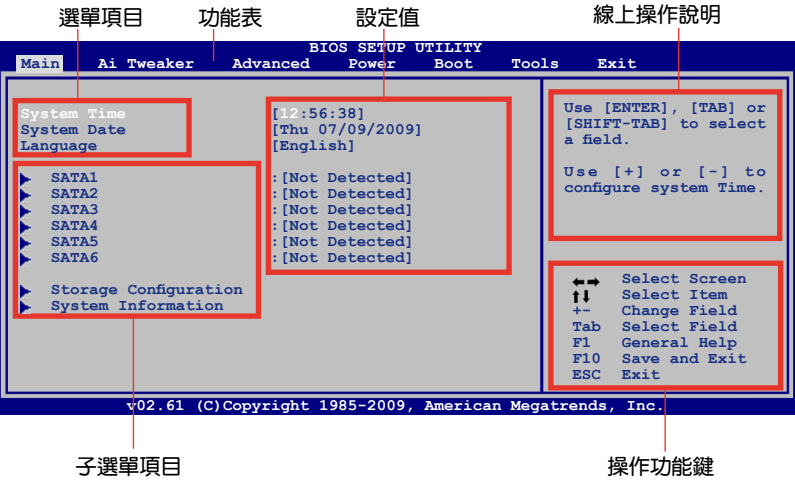 選單項目 功能表 設定值 線上操作說明
BIOS SETUP UTILITY
Main Ai Tweaker Advanced Power Boot Tools Exit
System Time [12:56:38]
System Date [Thu 07/09/2009]
Language [English]
SATA1 :[Not Detected]
SATA2 :[Not Detected]
SATA3 :[Not Detected]
SATA4 :[Not Detected]
SATA5 :[Not Detected]
SATA6 :[Not Detected]
Storage Configuration
System Information
Use [ENTER], [TAB] or
[SHIFT-TAB] to select
a field.
Use [+] or [-] to
configure system Time.
←→ Select Screen
↑↓ Select Item
+- Change Field
Tab Select Field
F1 General Help
F10 Save and Exit
ESC Exit
v02.61 (C)Copyright 1985-2009, American Megatrends, Inc.
子選單項目 操作功能鍵